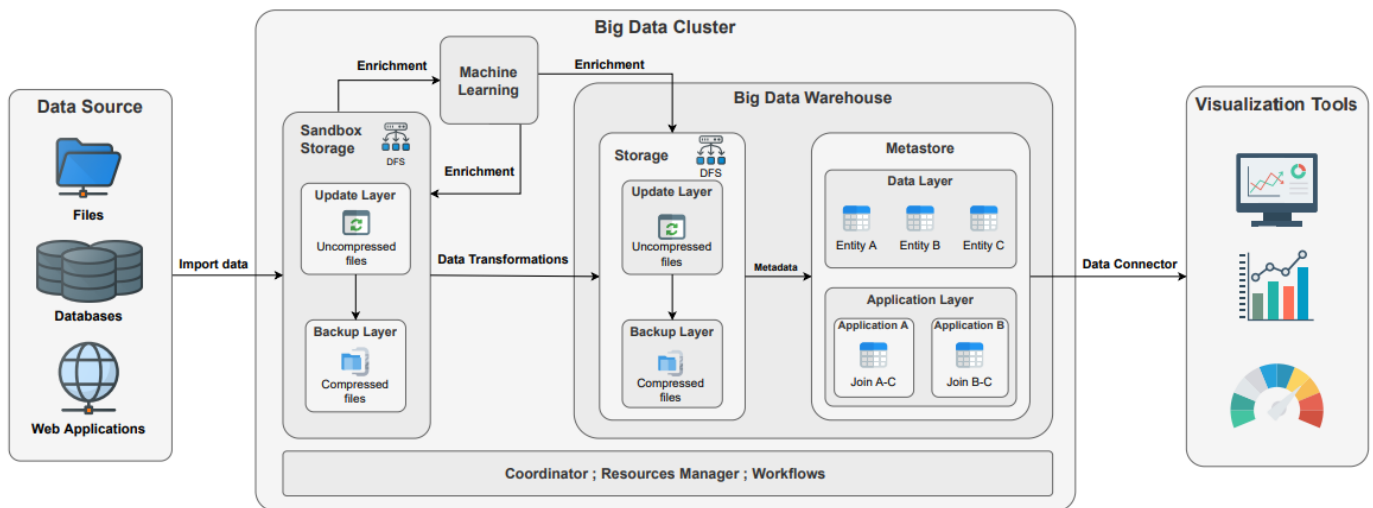 Big Data Cluster
Data Source
Files
Databases
Web Applications
Import data
Enrichment
Machine
Learning
Enrichment
Enrichment
Sandbox
Storage
DFS
Update Layer
Uncompressed
files
Backup Layer
Compressed
files
Data Transformations
Big Data Warehouse
Storage
DFS
Update Layer
Uncompressed
files
Backup Layer
Compressed
files
Metadata
Metastore
Data Layer
Entity A
Entity B
Entity C
Application Layer
Application A
Join A-C
Application B
Join B-C
Coordinator ; Resources Manager ; Workflows
Data Connector
Visualization Tools